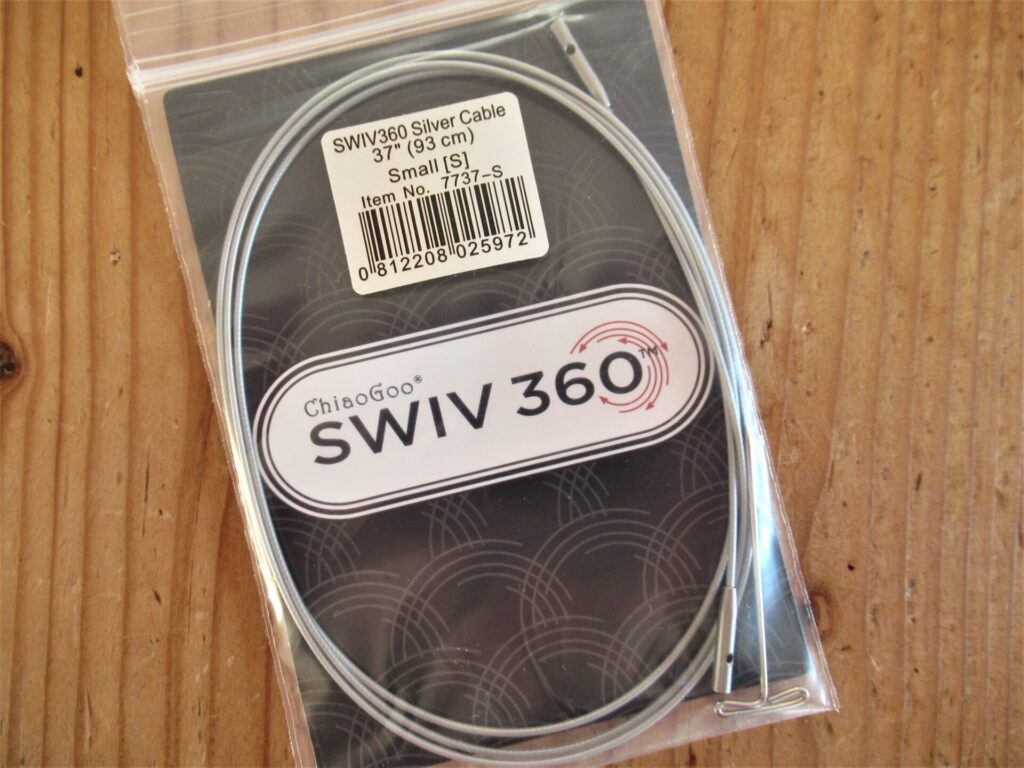 SWIV360 Silver Cable
37" (93 cm)
Small [S]
Item No. 7737-S
0 812208 025972
ChiaoGoo®
SWIV 360™